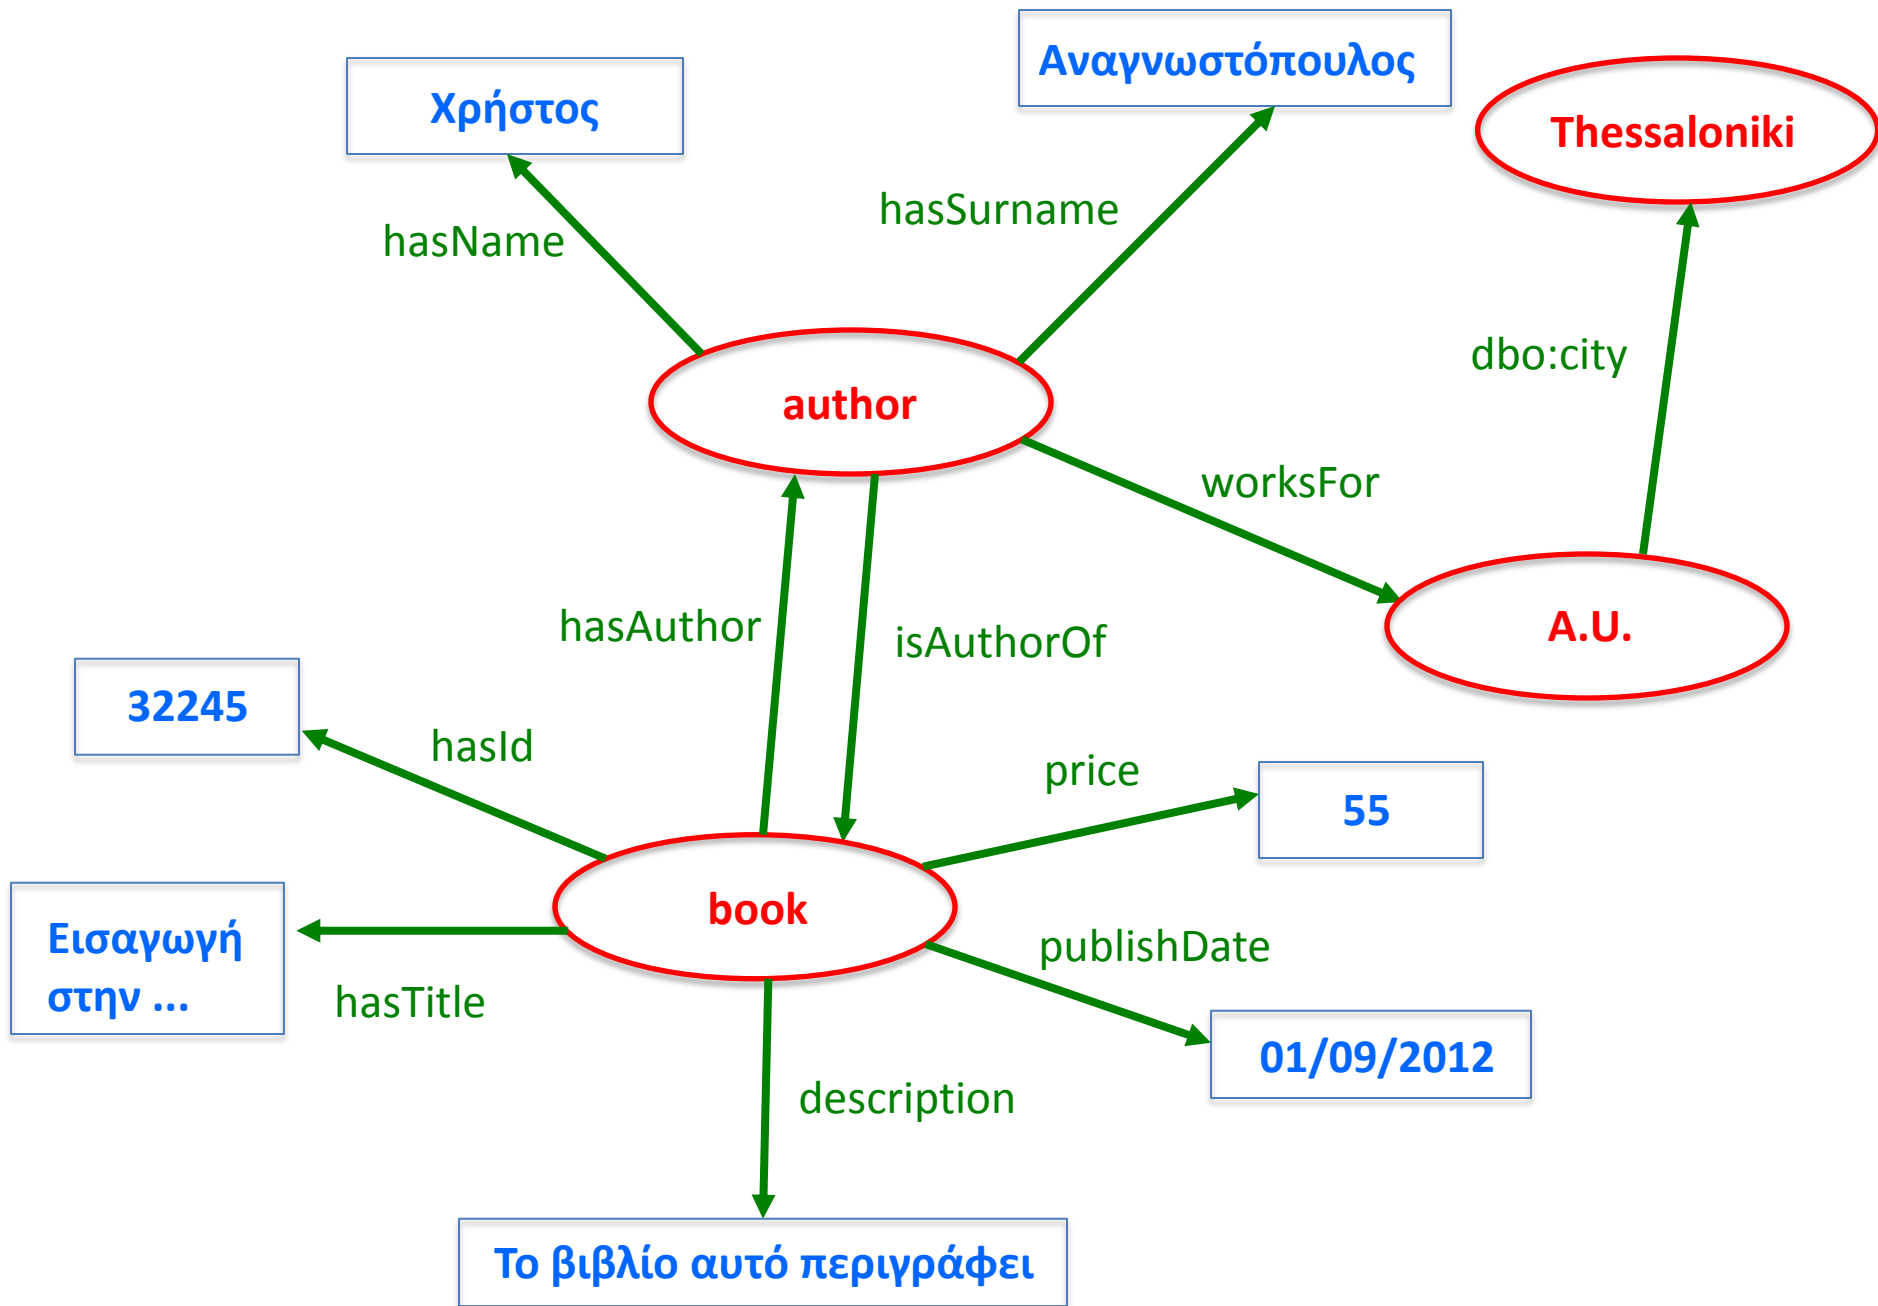 Αναγνωστόπουλος
Χρήστος
Thessaloniki
hasSurname
hasName
dbo:city
author
worksFor
hasAuthor
isAuthorOf
A.U.
32245
hasId
price
55
book
Εισαγωγή
στην ...
publishDate
hasTitle
01/09/2012
description
Το βιβλίο αυτό περιγράφει